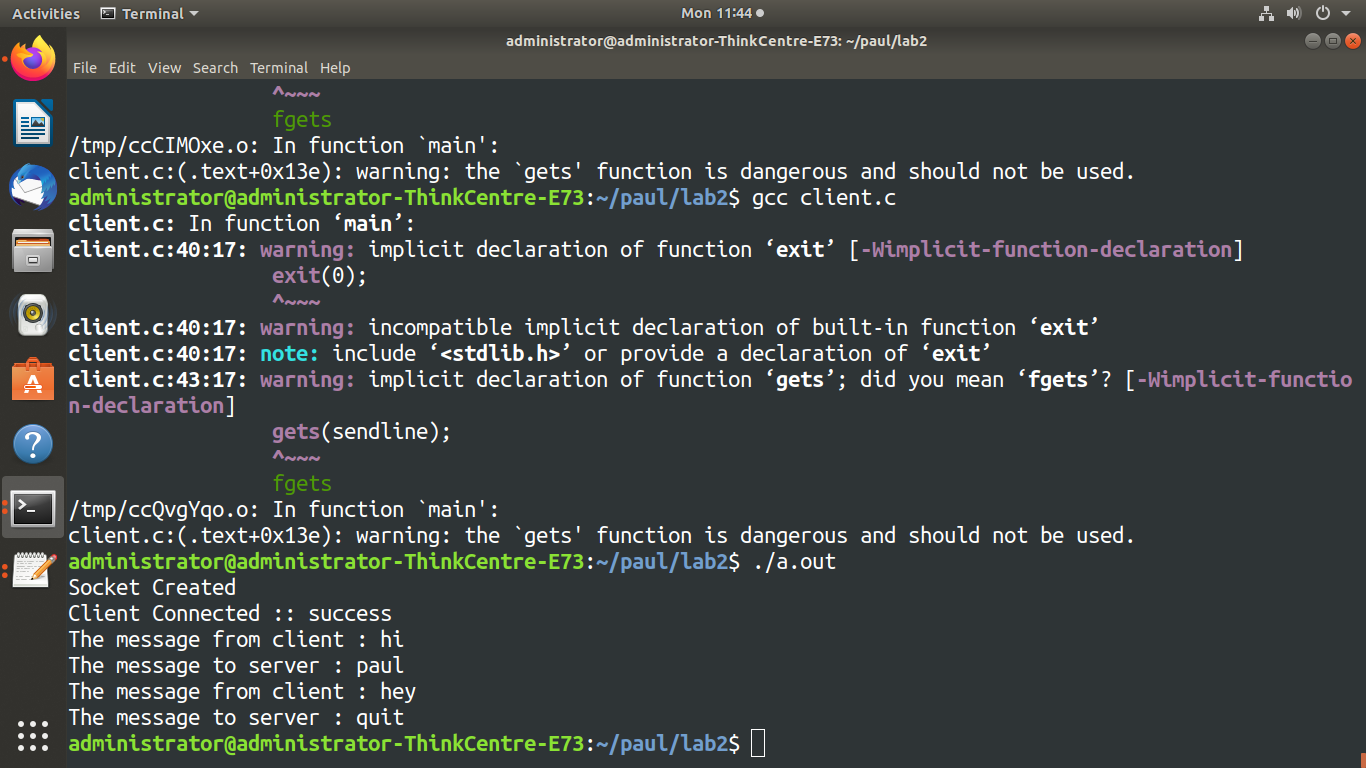 Activities Terminal Mon 11:44
administrator@administrator-ThinkCentre-E73: ~/paul/lab2
File Edit View Search Terminal Help
^~~~
fgets
/tmp/ccCIMOxe.o: In function `main':
client.c:(.text+0x13e): warning: the `gets' function is dangerous and should not be used.
administrator@administrator-ThinkCentre-E73:~/paul/lab2$ gcc client.c
client.c: In function ‘main’:
client.c:40:17: warning: implicit declaration of function ‘exit’ [-Wimplicit-function-declaration]
exit(0);
^~~~
client.c:40:17: warning: incompatible implicit declaration of built-in function ‘exit’
client.c:40:17: note: include ‘<stdlib.h>’ or provide a declaration of ‘exit’
client.c:43:17: warning: implicit declaration of function ‘gets’; did you mean ‘fgets’? [-Wimplicit-functio
n-declaration]
gets(sendline);
^~~~
fgets
/tmp/ccQvgYqo.o: In function `main':
client.c:(.text+0x13e): warning: the `gets' function is dangerous and should not be used.
administrator@administrator-ThinkCentre-E73:~/paul/lab2$ ./a.out
Socket Created
Client Connected :: success
The message from client : hi
The message to server : paul
The message from client : hey
The message to server : quit
administrator@administrator-ThinkCentre-E73:~/paul/lab2$